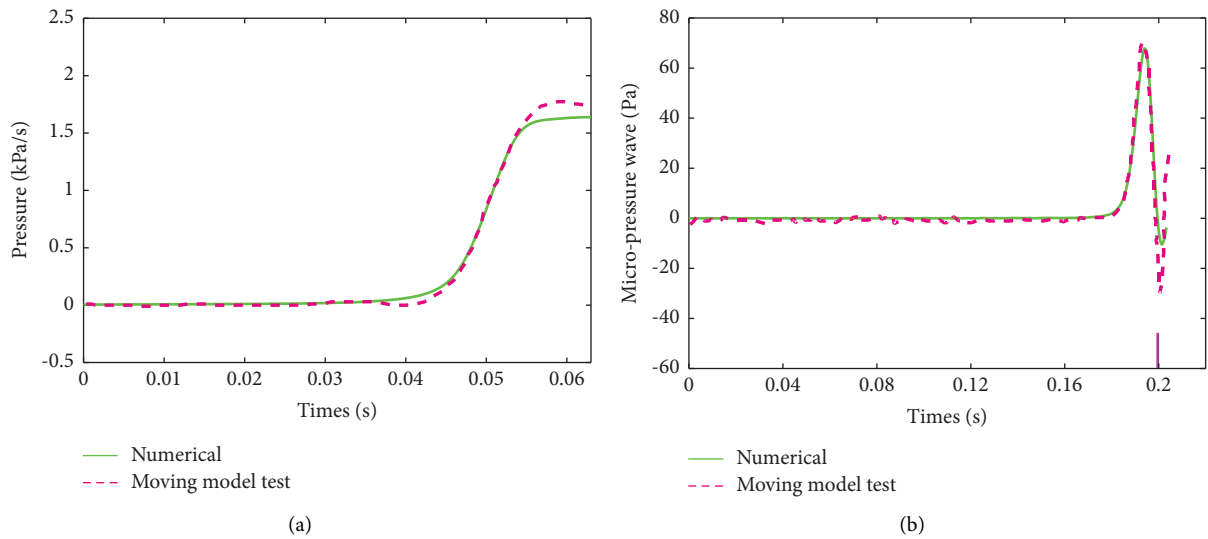 2.5
2
1.5
1
0.5
0
-0.5
Pressure (kPa/s)
0 0.01 0.02 0.03 0.04 0.05 0.06
Times (s)
Numerical
Moving model test
(a)
80
60
40
20
0
-20
-40
-60
Micro-pressure wave (Pa)
0 0.04 0.08 0.12 0.16 0.2
Times (s)
Numerical
Moving model test
(b)